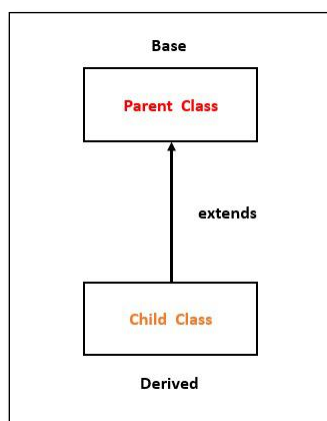 Base
Parent Class
extends
Child Class
Derived